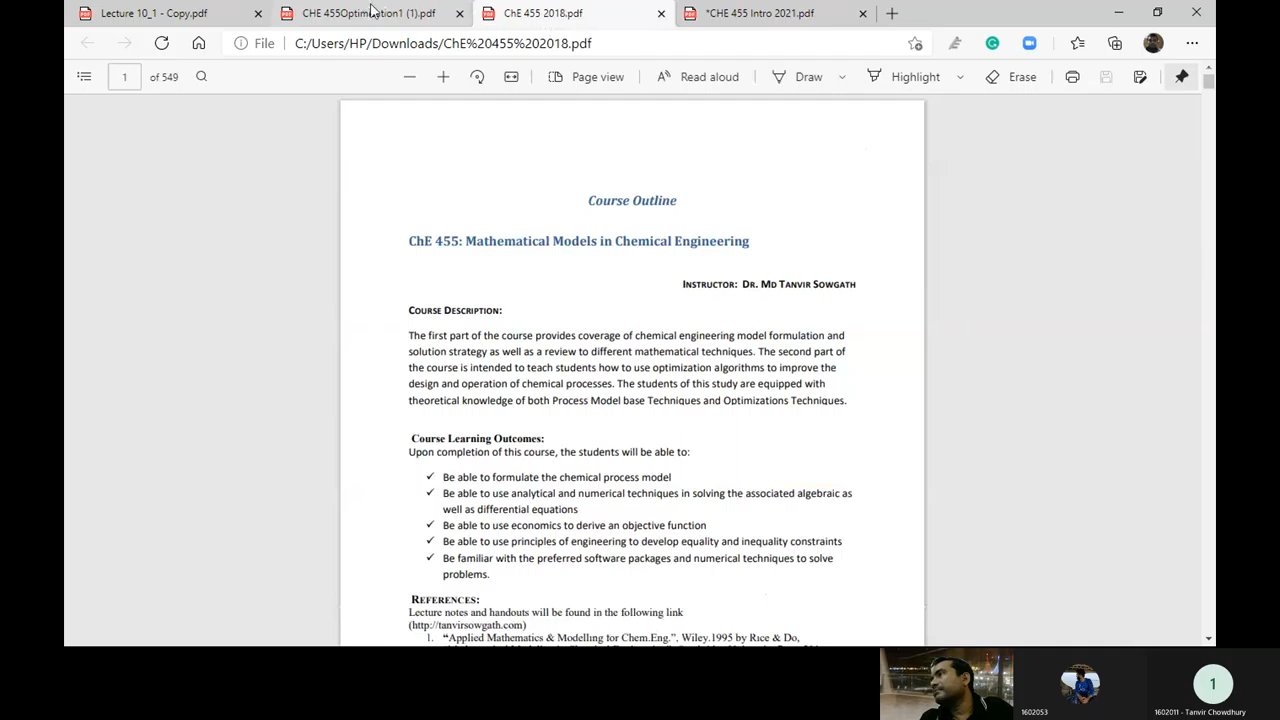 Lecture 10_1 - Copy.pdf
CHE 455Optimisation1 (1).pdf
ChE 455 2018.pdf
*CHE 455 Intro 2021.pdf
File
C:/Users/HP/Downloads/ChE%20455%202018.pdf
1 of 549
Page view
Read aloud
Draw
Highlight
Erase
Course Outline
ChE 455: Mathematical Models in Chemical Engineering
INSTRUCTOR: DR. MD TANVIR SOWGATH
COURSE DESCRIPTION:
The first part of the course provides coverage of chemical engineering model formulation and
solution strategy as well as a review to different mathematical techniques. The second part of
the course is intended to teach students how to use optimization algorithms to improve the
design and operation of chemical processes. The students of this study are equipped with
theoretical knowledge of both Process Model base Techniques and Optimizations Techniques.
Course Learning Outcomes:
Upon completion of this course, the students will be able to:
✓ Be able to formulate the chemical process model
✓ Be able to use analytical and numerical techniques in solving the associated algebraic as
well as differential equations
✓ Be able to use economics to derive an objective function
✓ Be able to use principles of engineering to develop equality and inequality constraints
✓ Be familiar with the preferred software packages and numerical techniques to solve
problems.
REFERENCES:
Lecture notes and handouts will be found in the following link
(http://tanvirsowgath.com)
1. “Applied Mathematics & Modelling for Chem.Eng.”, Wiley.1995 by Rice & Do,
1602053
1
1602011 - Tanvir Chowdhury